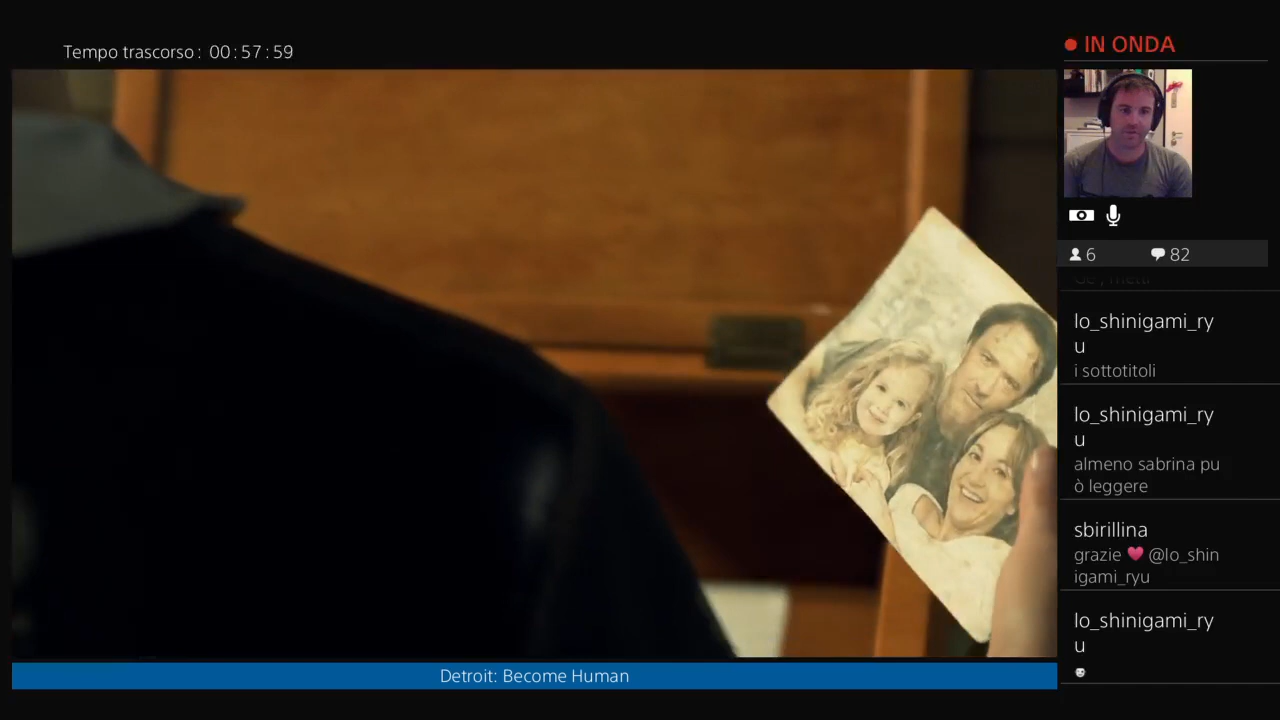 Tempo trascorso: 00:57:59
IN ONDA
6
82
lo_shinigami_ry
u
i sottotitoli
lo_shinigami_ry
u
almeno sabrina pu
ò leggere
sbirillina
grazie 💗 @lo_shin
igami_ryu
lo_shinigami_ry
u
Detroit: Become Human